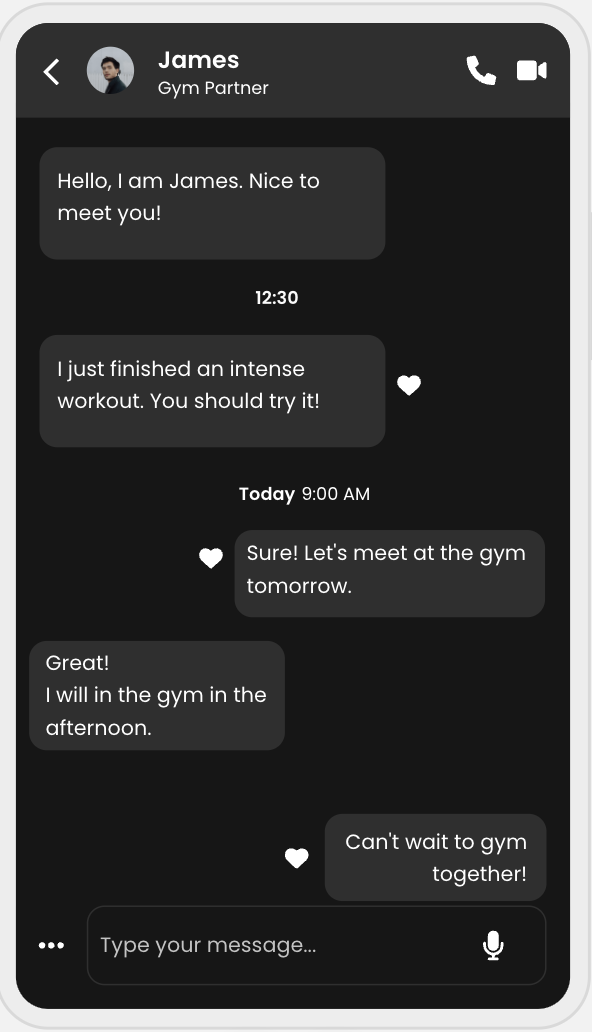 James
Gym Partner
Hello, I am James. Nice to
meet you!
12:30
I just finished an intense
workout. You should try it!
Today 9:00 AM
Sure! Let's meet at the gym
tomorrow.
Great!
I will in the gym in the
afternoon.
Can't wait to gym
together!
Type your message...